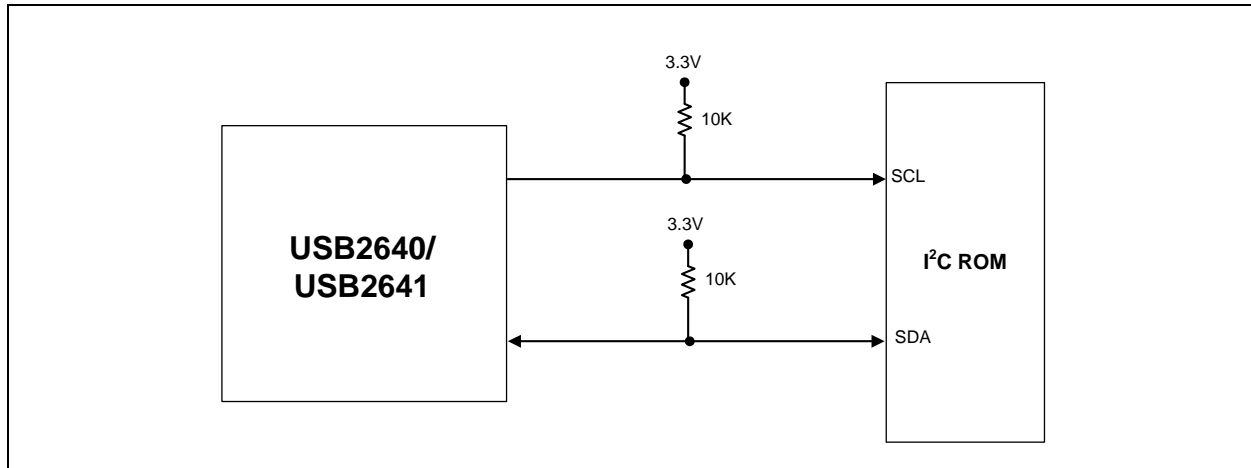 3.3V
10K
SCL
3.3V
USB2640/
USB2641
I²C ROM
10K
SDA